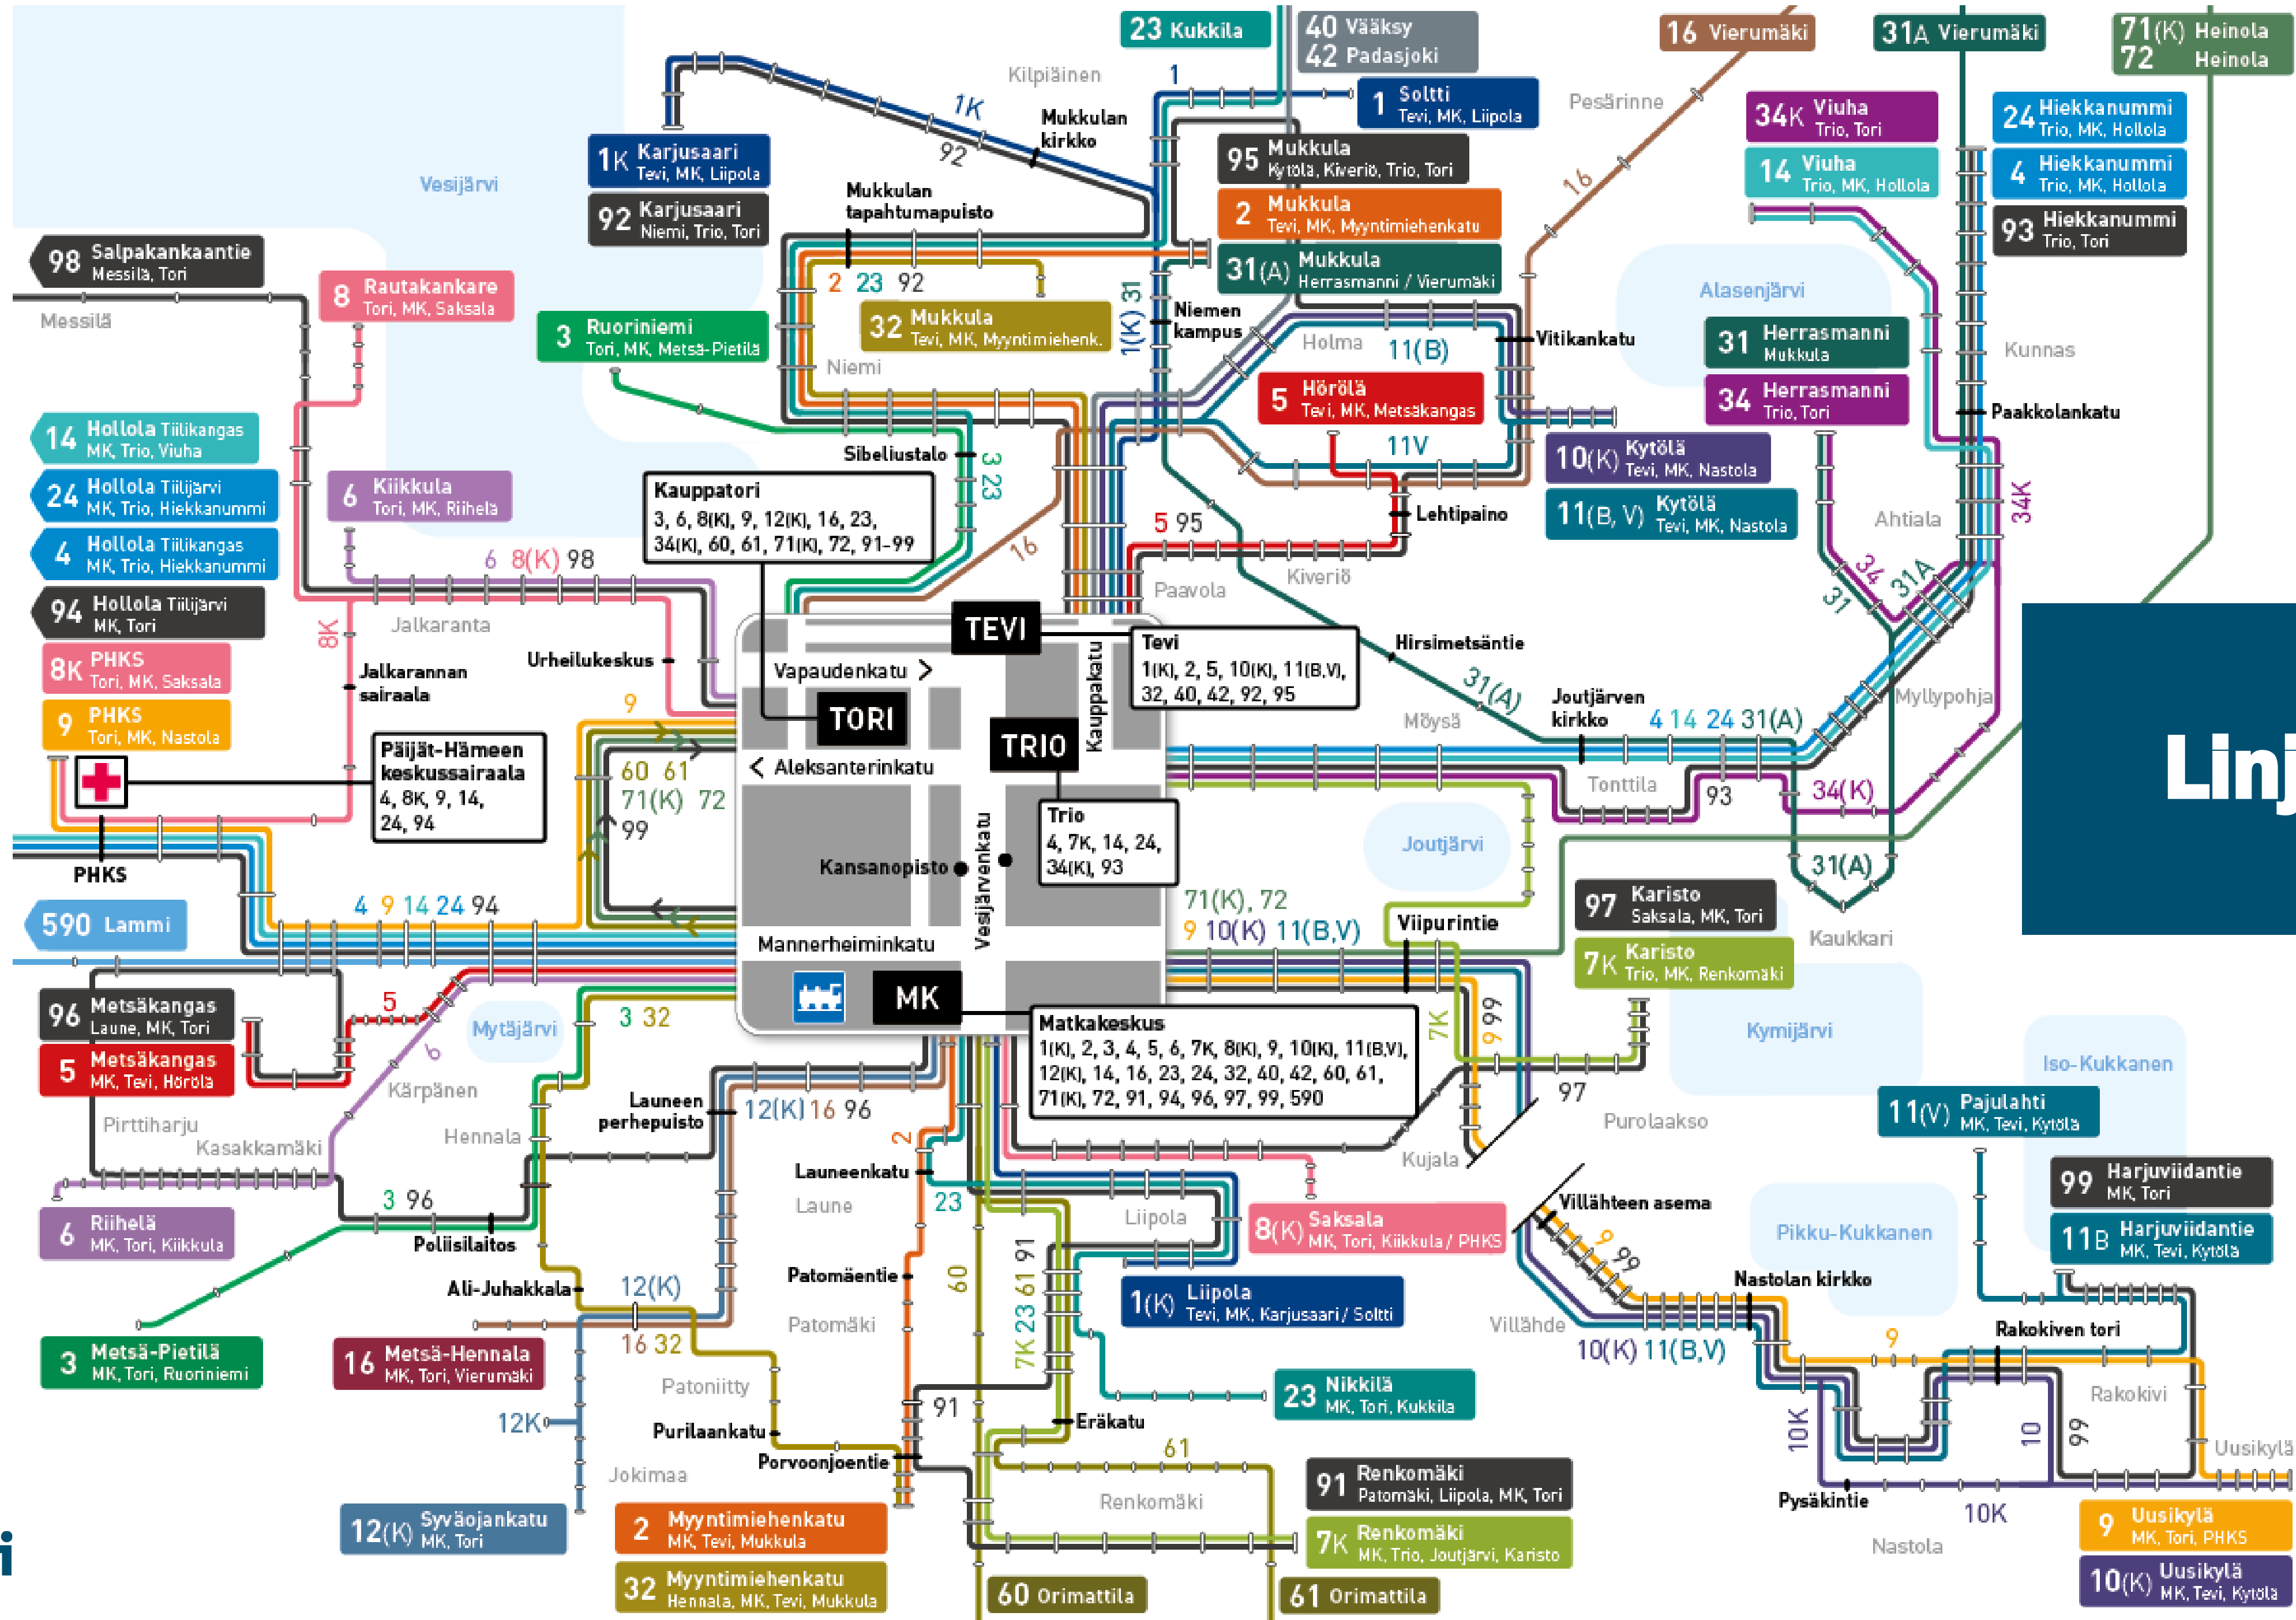 23 Kukkila
40 Vääksy
42 Padasjoki
16 Vierumäki
31A Vierumäki
71(K) Heinola
72 Heinola
Kilpiäinen
1
1K
92
Mukkulan
kirkko
1 Soltti
Tevi, MK, Liipola
Pesärinne
34K Viuha
Trio, Tori
24 Hiekkanummi
Trio, MK, Hollola
1K Karjusaari
Tevi, MK, Liipola
95 Mukkula
Kytölä, Kiveriö, Trio, Tori
14 Viuha
Trio, MK, Hollola
4 Hiekkanummi
Trio, MK, Hollola
Vesijärvi
92 Karjusaari
Niemi, Trio, Tori
Mukkulan
tapahtumapuisto
2 Mukkula
Tevi, MK, Myyntimiehenkatu
16
93 Hiekkanummi
Trio, Tori
98 Salpakankaantie
Messilä, Tori
31(A) Mukkula
Herrasmanni / Vierumäki
8 Rautakankare
Tori, MK, Saksala
2 23 92
Alasenjärvi
Messilä
3 Ruoriniemi
Tori, MK, Metsä-Pietilä
32 Mukkula
Tevi, MK, Myyntimiehenk.
1(K) 31
Niemen
kampus
Holma
11(B)
Vitikankatu
31 Herrasmanni
Mukkula
Kunnas
Niemi
5 Hörölä
Tevi, MK, Metsäkangas
34 Herrasmanni
Trio, Tori
Paakkolankatu
14 Hollola Tiilikangas
MK, Trio, Viuha
Sibeliustalo
3 23
11V
10(K) Kytölä
Tevi, MK, Nastola
24 Hollola Tiilijärvi
MK, Trio, Hiekkanummi
6 Kiikkula
Tori, MK, Riihelä
Kauppatori
3, 6, 8(K), 9, 12(K), 16, 23,
34(K), 60, 61, 71(K), 72, 91-99
5 95
Lehtipaino
11(B, V) Kytölä
Tevi, MK, Nastola
Ahtiala
34K
4 Hollola Tiilikangas
MK, Trio, Hiekkanummi
6 8(K) 98
16
Paavola
Kiveriö
34
31A
31
94 Hollola Tiilijärvi
MK, Tori
8K
Jalkaranta
TEVI
Tevi
1(K), 2, 5, 10(K), 11(B,V),
32, 40, 42, 92, 95
Hirsimetsäntie
8K PHKS
Tori, MK, Saksala
Jalkarannan
sairaala
Urheilukeskus
Vapaudenkatu >
Kauppakatu
31(A)
Joutjärven
kirkko
4 14 24 31(A)
Myllypohja
9 PHKS
Tori, MK, Nastola
9
TORI
TRIO
Möysä
Päijät-Hämeen
keskussairaala
4, 8K, 9, 14,
24, 94
60 61
71(K) 72
99
< Aleksanterinkatu
Tonttila
93
34(K)
Linj
Trio
4, 7K, 14, 24,
34(K), 93
Joutjärvi
PHKS
Kansanopisto
Vesijärvenkatu
31(A)
4 9 14 24 94
71(K), 72
9 10(K) 11(B,V)
Viipurintie
97 Karisto
Saksala, MK, Tori
590 Lammi
Mannerheiminkatu
Kaukkari
7K Karisto
Trio, MK, Renkomäki
96 Metsäkangas
Laune, MK, Tori
5
Mytäjärvi
3 32
MK
Matkakeskus
1(K), 2, 3, 4, 5, 6, 7K, 8(K), 9, 10(K), 11(B,V),
12(K), 14, 16, 23, 24, 32, 40, 42, 60, 61,
71(K), 72, 91, 94, 96, 97, 99, 590
7K
9 99
Kymijärvi
5 Metsäkangas
MK, Tevi, Hörölä
6
Kärpänen
Iso-Kukkanen
Pirttiharju
Kasakkamäki
Hennala
Launeen
perhepuisto
12(K) 16 96
2
97
Purolaakso
11(V) Pajulahti
MK, Tevi, Kytölä
Kujala
Launeenkatu
23
Laune
Liipola
3 96
6 Riihelä
MK, Tori, Kiikkula
Poliisilaitos
8(K) Saksala
MK, Tori, Kiikkula / PHKS
Villähteen asema
Pikku-Kukkanen
99 Harjuviidantie
MK, Tori
11B Harjuviidantie
MK, Tevi, Kytölä
9 99
Ali-Juhakkala
12(K)
Patomäentie
60
7K 23 61 91
1(K) Liipola
Tevi, MK, Karjusaari / Soltti
Nastolan kirkko
Patomäki
Villähde
10(K) 11(B,V)
9
Rakokiven tori
3 Metsä-Pietilä
MK, Tori, Ruoriniemi
16 Metsä-Hennala
MK, Tori, Vierumäki
16 32
Patoniitty
91
23 Nikkilä
MK, Tori, Kukkila
Rakokivi
12K
Purilaankatu
Eräkatu
10K
10
99
Uusikylä
Jokimaa
Porvoonjoentie
61
91 Renkomäki
Patomäki, Liipola, MK, Tori
Pysäkintie
10K
Renkomäki
12(K) Syväojankatu
MK, Tori
2 Myyntimiehenkatu
MK, Tevi, Mukkula
7K Renkomäki
MK, Trio, Joutjärvi, Karisto
Nastola
9 Uusikylä
MK, Tori, PHKS
i
32 Myyntimiehenkatu
Hennala, MK, Tevi, Mukkula
60 Orimattila
61 Orimattila
10(K) Uusikylä
MK, Tevi, Kytölä